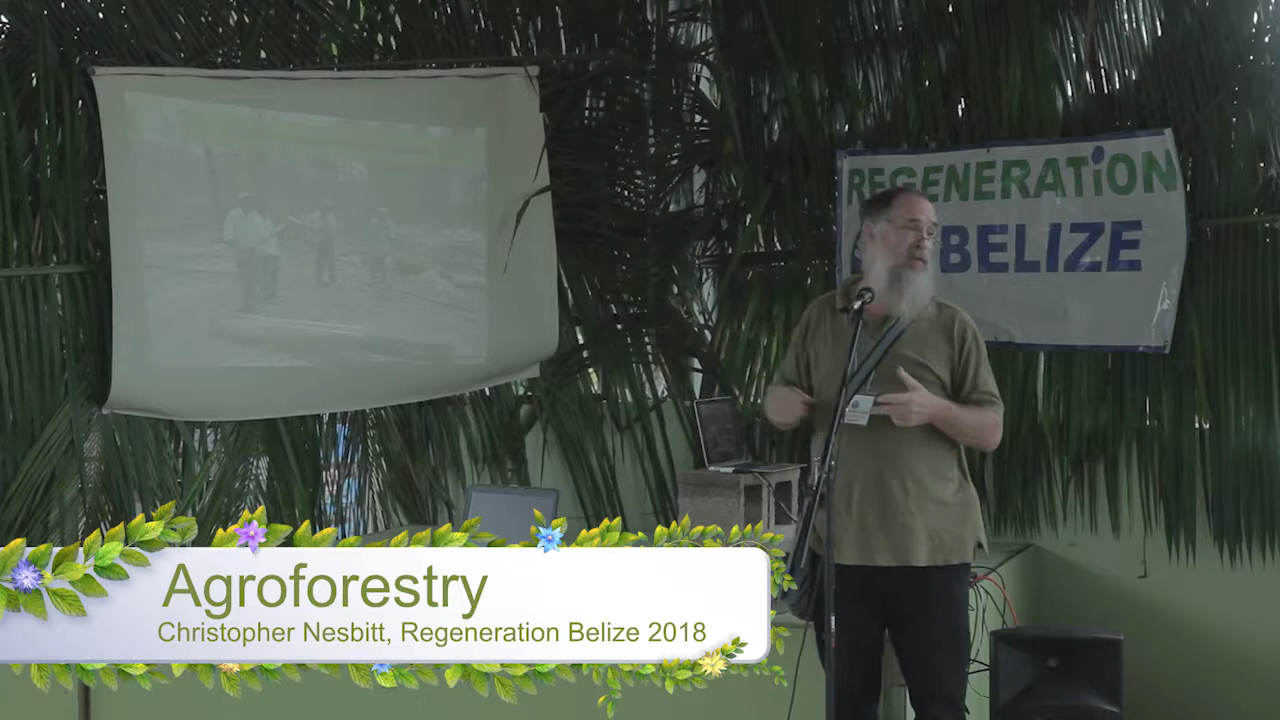 REGENERATION
BELIZE
Agroforestry
Christopher Nesbitt, Regeneration Belize 2018